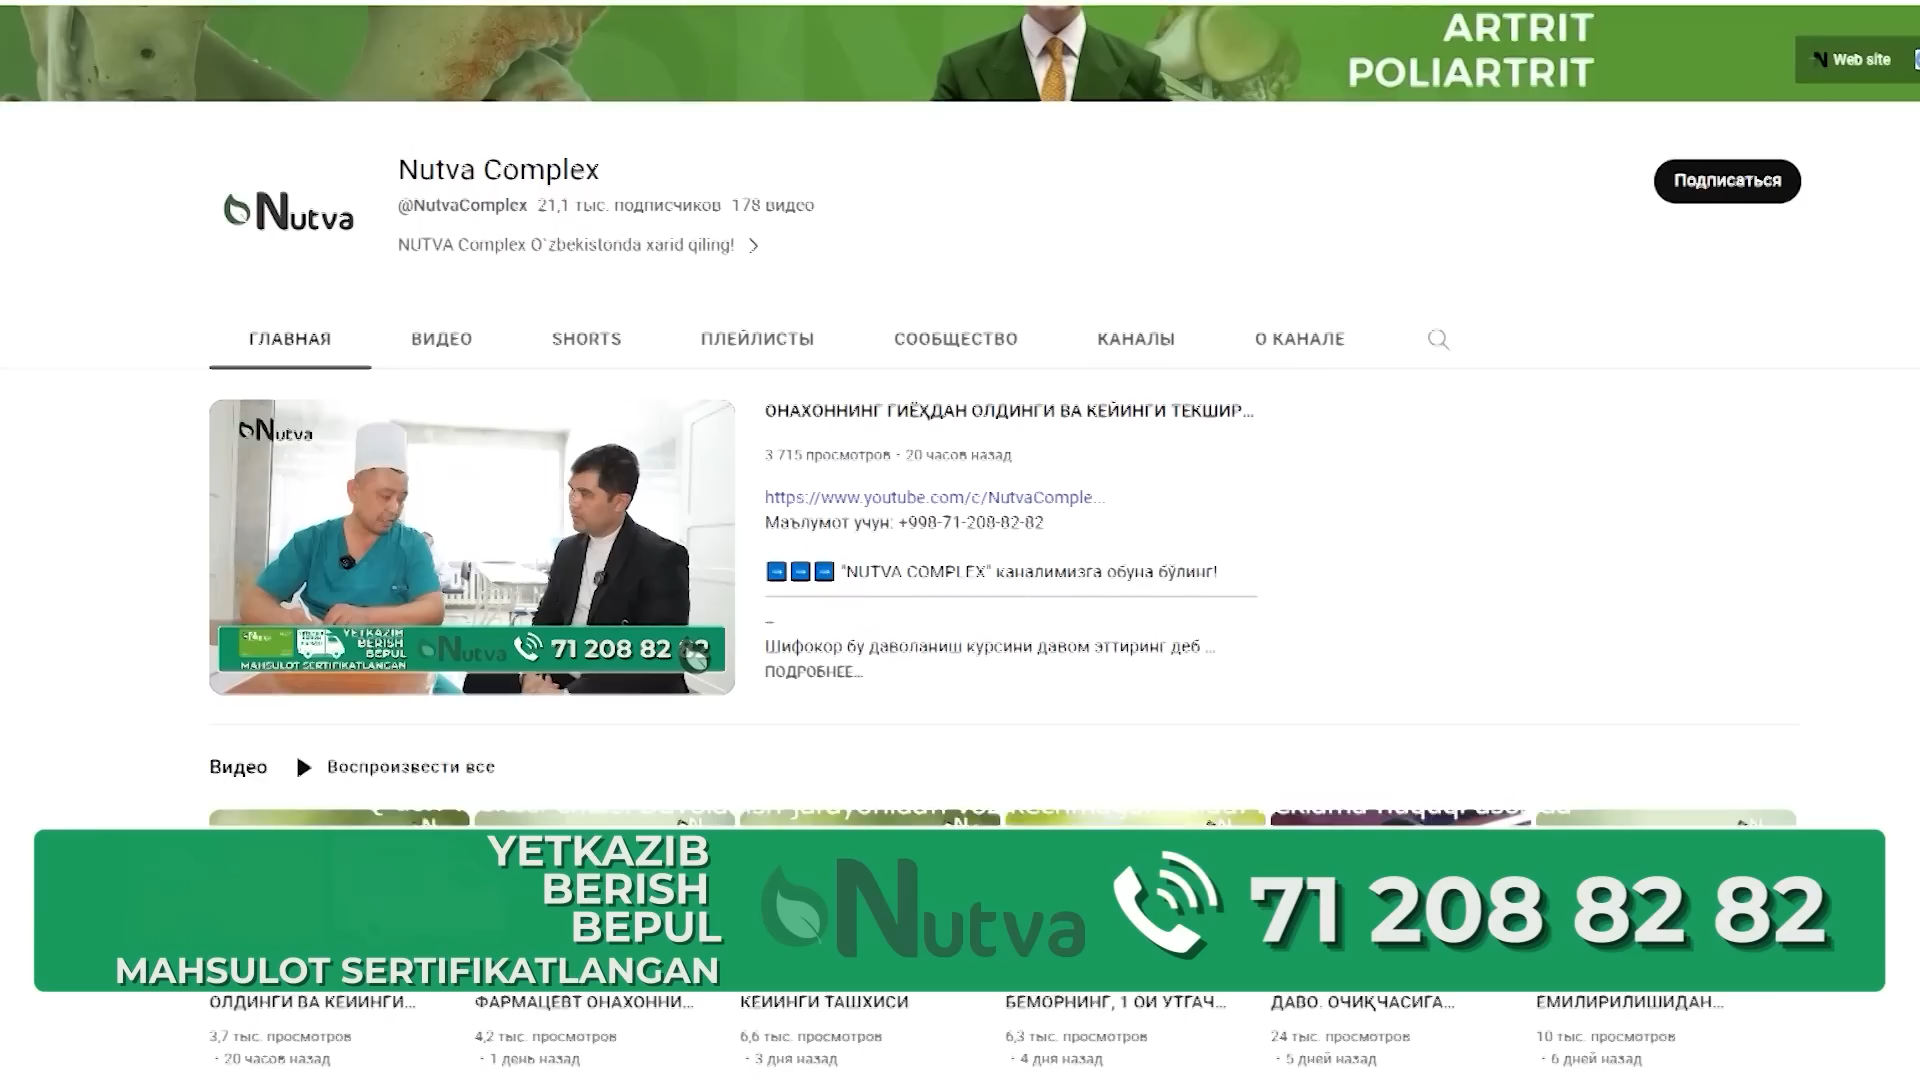 ARTRIT
POLIARTRIT
Web site
Nutva Complex
Nutva
@NutvaComplex 21,1 тыс. подписчиков 178 видео
Подписаться
NUTVA Complex O`zbekistonda xarid qiling!
ГЛАВНАЯ ВИДЕО SHORTS ПЛЕЙЛИСТЫ СООБЩЕСТВО КАНАЛЫ О КАНАЛЕ
Nutva
YETKAZIB
BERISH
BEPUL
MAHSULOT SERTIFIKATLANGAN
Nutva
71 208 82
ОНАХОННИНГ ГИЁҲДАН ОЛДИНГИ ВА КЕЙИНГИ ТЕКШИР...
3 715 просмотров • 20 часов назад
https://www.youtube.com/c/NutvaComple...
Маълумот учун: +998-71-208-82-82
"NUTVA COMPLEX" каналимизга обуна бўлинг!
–
Шифокор бу даволаниш курсини давом эттиринг деб ...
ПОДРОБНЕЕ...
Видео Воспроизвести все
YETKAZIB
BERISH
BEPUL
MAHSULOT SERTIFIKATLANGAN
Nutva
71 208 82 82
ОЛДИНГИ ВА КЕЙИНГИ...
3,7 тыс. просмотров
• 20 часов назад
ФАРМАЦЕВТ ОНАХОННИ...
4,2 тыс. просмотров
• 1 день назад
КЕЙИНГИ ТАШХИСИ
6,6 тыс. просмотров
• 3 дня назад
БЕМОРНИНГ, 1 ОЙ УТГАЧ...
6,3 тыс. просмотров
• 4 дня назад
ДАВО. ОЧИҚЧАСИГА...
24 тыс. просмотров
• 5 дней назад
ЕМИЛИРИЛИШИДАН...
10 тыс. просмотров
• 6 дней назад